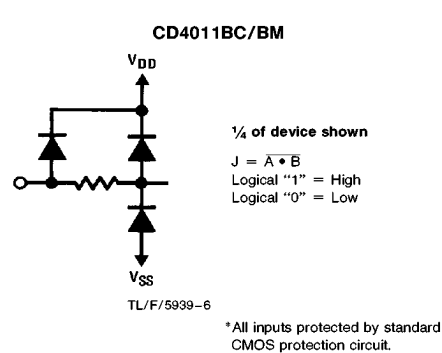 CD4011BC/BM
VDD
¼ of device shown
J = A̅ ̅•̅ ̅B̅
Logical "1" = High
Logical "0" = Low
VSS
TL/F/5939–6
*All inputs protected by standard
CMOS protection circuit.